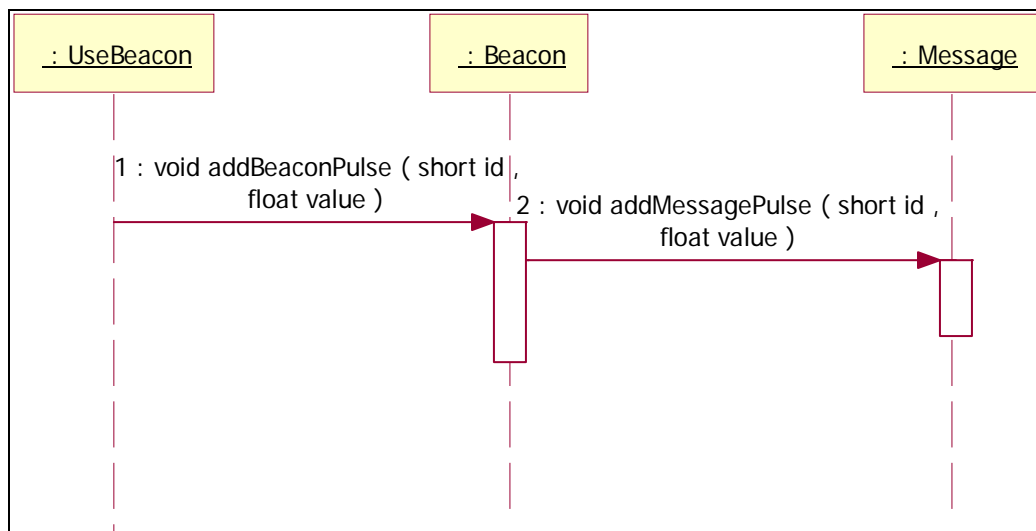 : UseBeacon
: Beacon
: Message
1 : void addBeaconPulse ( short id ,
float value )
2 : void addMessagePulse ( short id ,
float value )